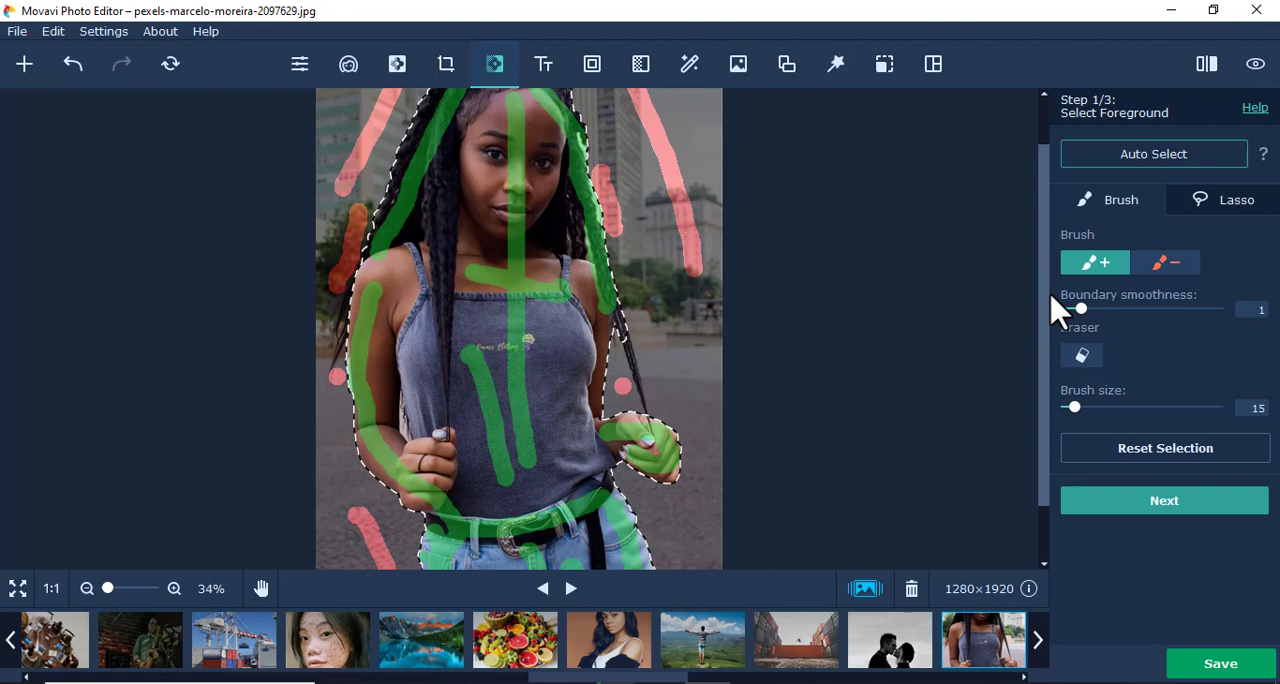 Movavi Photo Editor – pexels-marcelo-moreira-2097629.jpg
File Edit Settings About Help
Step 1/3:
Select Foreground
Help
Auto Select
?
Brush Lasso
Brush
Boundary smoothness:
1
raser
Brush size:
15
Reset Selection
Next
1:1 34% 1280×1920
Save